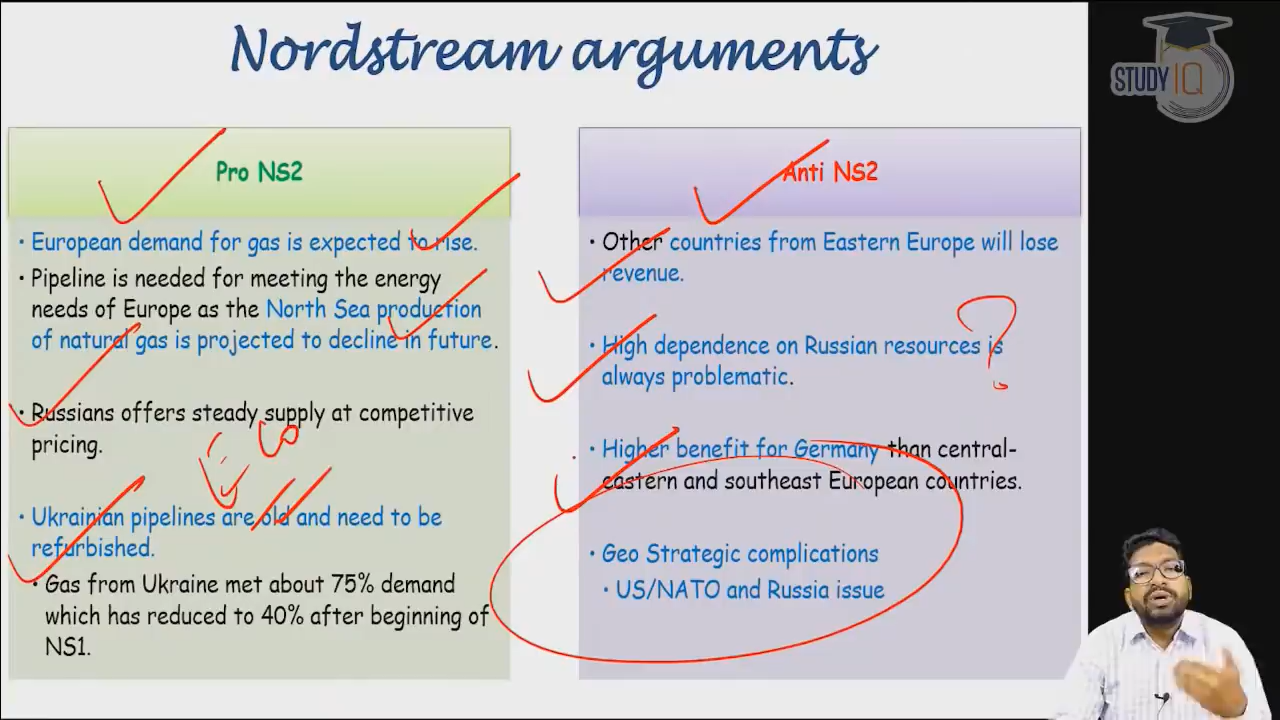 Nordstream arguments
STUDY IQ
Pro NS2
• European demand for gas is expected to rise.
• Pipeline is needed for meeting the energy
needs of Europe as the North Sea production
of natural gas is projected to decline in future.
• Russians offers steady supply at competitive
pricing.
• Ukrainian pipelines are old and need to be
refurbished.
• Gas from Ukraine met about 75% demand
which has reduced to 40% after beginning of
NS1.
Eco
Anti NS2
• Other countries from Eastern Europe will lose
revenue.
• High dependence on Russian resources is
always problematic.
• Higher benefit for Germany than central-
eastern and southeast European countries.
• Geo Strategic complications
• US/NATO and Russia issue
?